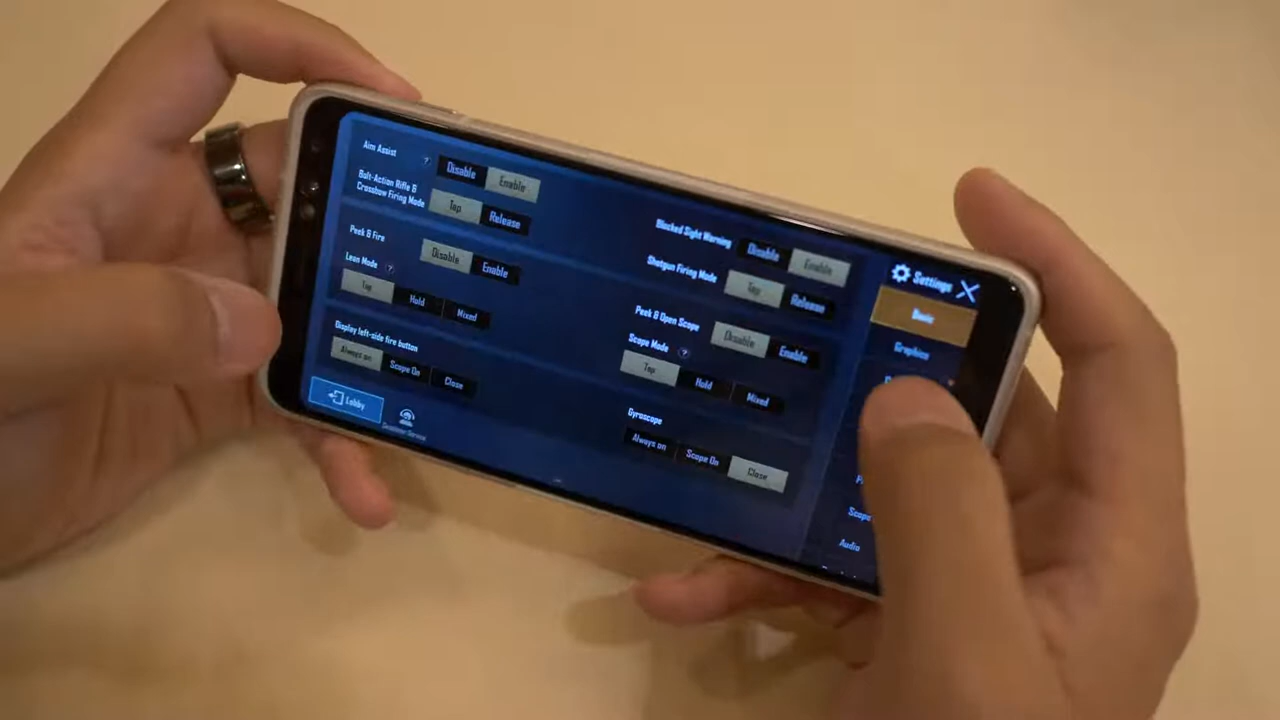 Aim Assist
?
Disable
Enable
Bolt-Action Rifle &
Crossbow Firing Mode
Tap
Release
Peek & Fire
Disable
Enable
Lean Mode
?
Tap
Hold
Mixed
Display left-side fire button
Always on
Scope On
Close
Lobby
Customer Service
Blocked Sight Warning
Disable
Enable
Shotgun Firing Mode
Tap
Release
Peek & Open Scope
Disable
Enable
Scope Mode
?
Tap
Hold
Mixed
Gyroscope
Always on
Scope On
Close
Settings
Basic
Graphics
Audio